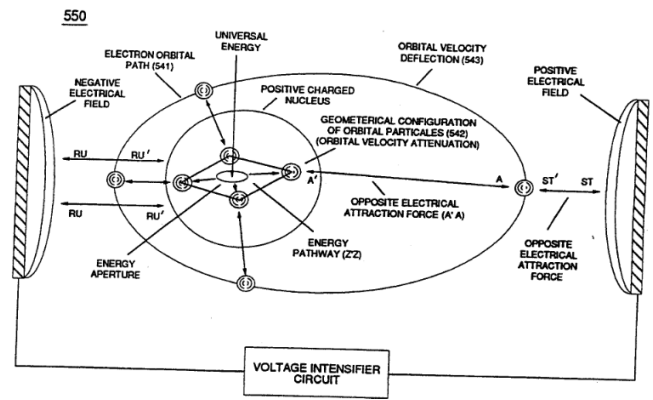 550
UNIVERSAL
ENERGY
ELECTRON ORBITAL
PATH (541)
ORBITAL VELOCITY
DEFLECTION (543)
NEGATIVE
ELECTRICAL
FIELD
POSITIVE CHARGED
NUCLEUS
POSITIVE
ELECTRICAL
FIELD
GEOMETERICAL CONFIGURATION
OF ORBITAL PARTICALES (542)
(ORBITAL VELOCITY ATTENUATION)
RU
RU'
A'
A
ST'
ST
RU
RU'
OPPOSITE ELECTRICAL
ATTRACTION FORCE (A' A)
ENERGY
APERTURE
ENERGY
PATHWAY (Z'Z)
OPPOSITE
ELECTRICAL
ATTRACTION
FORCE
VOLTAGE INTENSIFIER
CIRCUIT